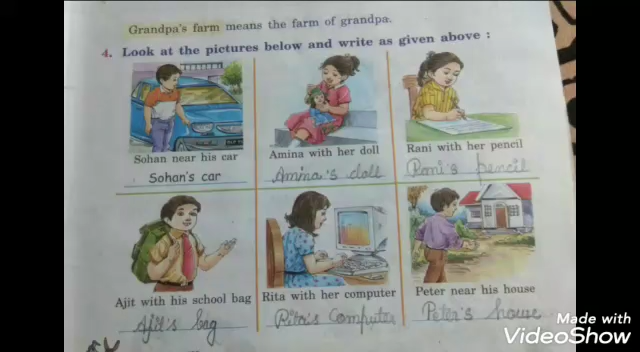 Grandpa's farm means the farm of grandpa.
4. Look at the pictures below and write as given above :
Sohan near his car
Amina with her doll
Rani with her pencil
Sohan's car
Amina's doll
Rani's pencil
Ajit with his school bag
Rita with her computer
Peter near his house
Ajit's bag
Rita's Computer
Peter's house
Made with
VideoShow